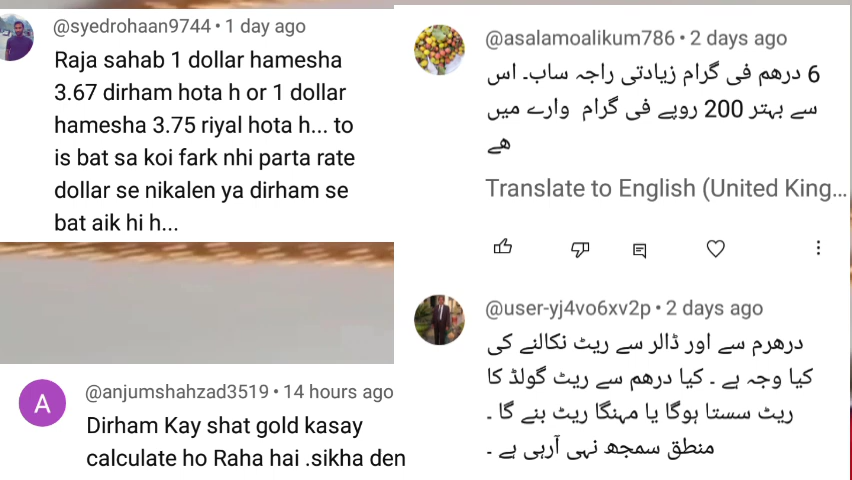 @syedrohaan9744 • 1 day ago
Raja sahab 1 dollar hamesha
3.67 dirham hota h or 1 dollar
hamesha 3.75 riyal hota h... to
is bat sa koi fark nhi parta rate
dollar se nikalen ya dirham se
bat aik hi h...
A
@anjumshahzad3519 • 14 hours ago
Dirham Kay shat gold kasay
calculate ho Raha hai .sikha den
@asalamoalikum786 • 2 days ago
6 درھم فی گرام زیادتی راجہ ساب۔ اس
سے بہتر 200 روپے فی گرام وارے میں
ھے
Translate to English (United King...
@user-yj4vo6xv2p • 2 days ago
درھرم سے اور ڈالر سے ریٹ نکالنے کی
کیا وجہ ہے ۔ کیا درھم سے ریٹ گولڈ کا
ریٹ سستا ہوگا یا مہنگا ریٹ بنے گا ۔
منطق سمجھ نہی آرہی ہے ۔